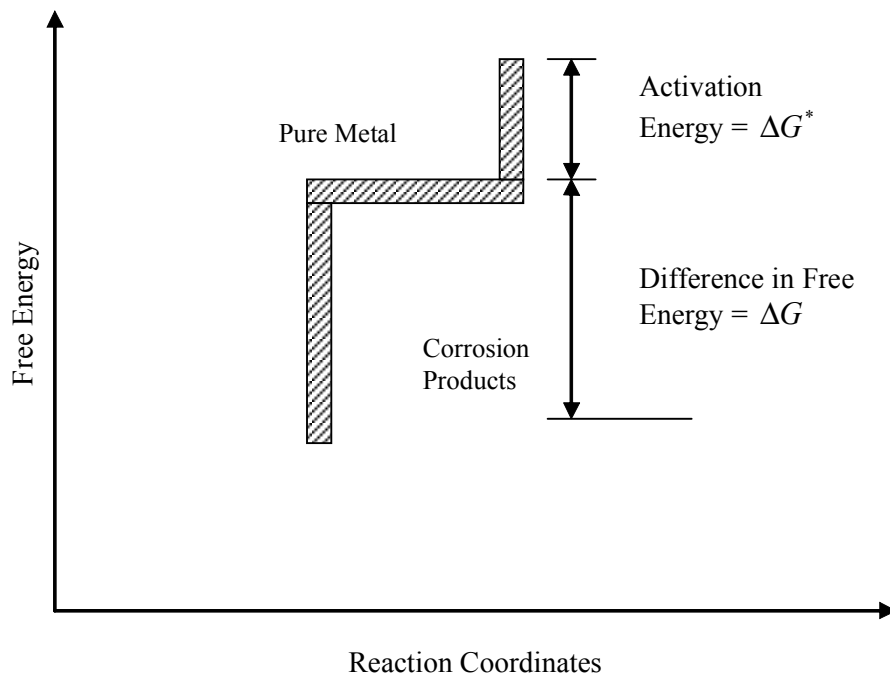 Activation
Energy = ΔG*
Pure Metal
Free Energy
Difference in Free
Energy = ΔG
Corrosion
Products
Reaction Coordinates